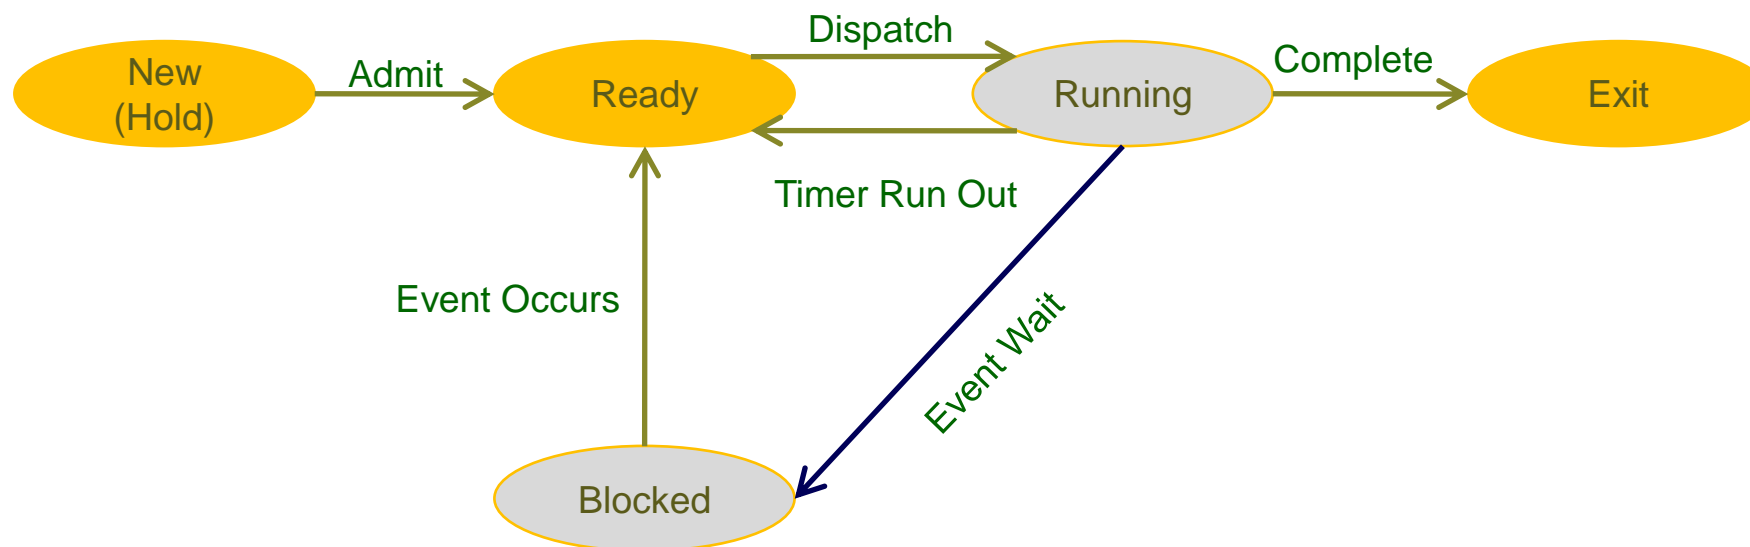 Dispatch
New
(Hold)
Admit
Ready
Running
Complete
Exit
Timer Run Out
Event Occurs
Event Wait
Blocked